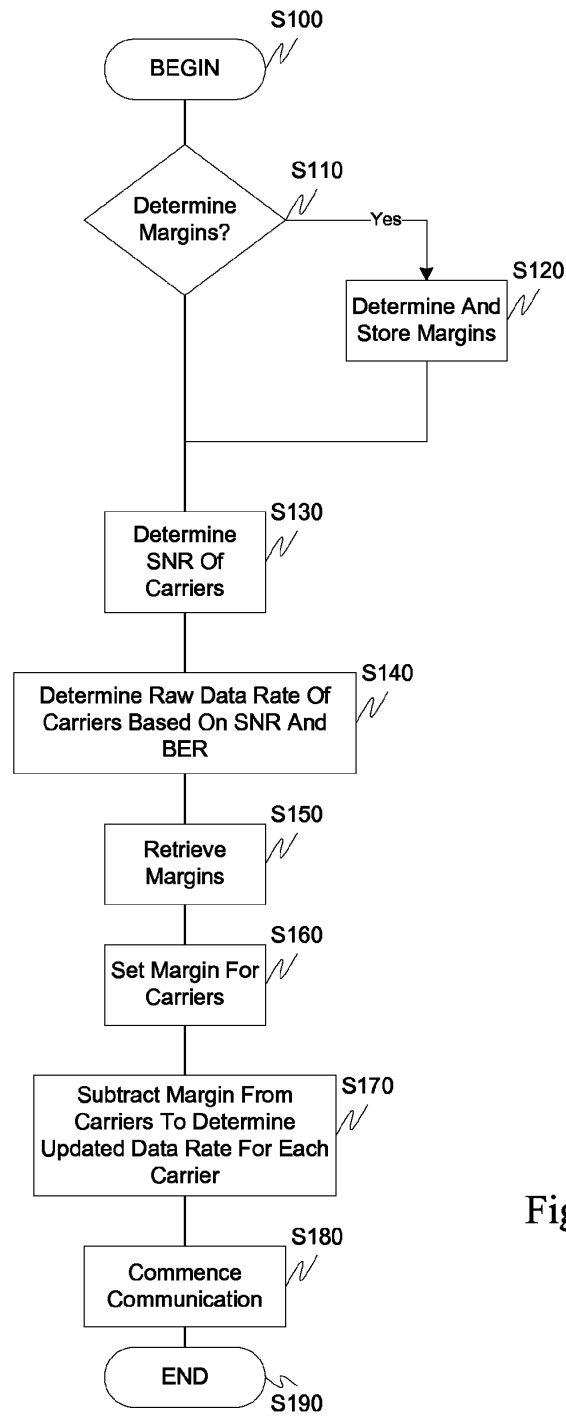 S100
BEGIN
S110
Determine
Margins?
Yes
S120
Determine And
Store Margins
S130
Determine
SNR Of
Carriers
S140
Determine Raw Data Rate Of
Carriers Based On SNR And
BER
S150
Retrieve
Margins
S160
Set Margin For
Carriers
S170
Subtract Margin From
Carriers To Determine
Updated Data Rate For Each
Carrier
Fig
S180
Commence
Communication
END
S190